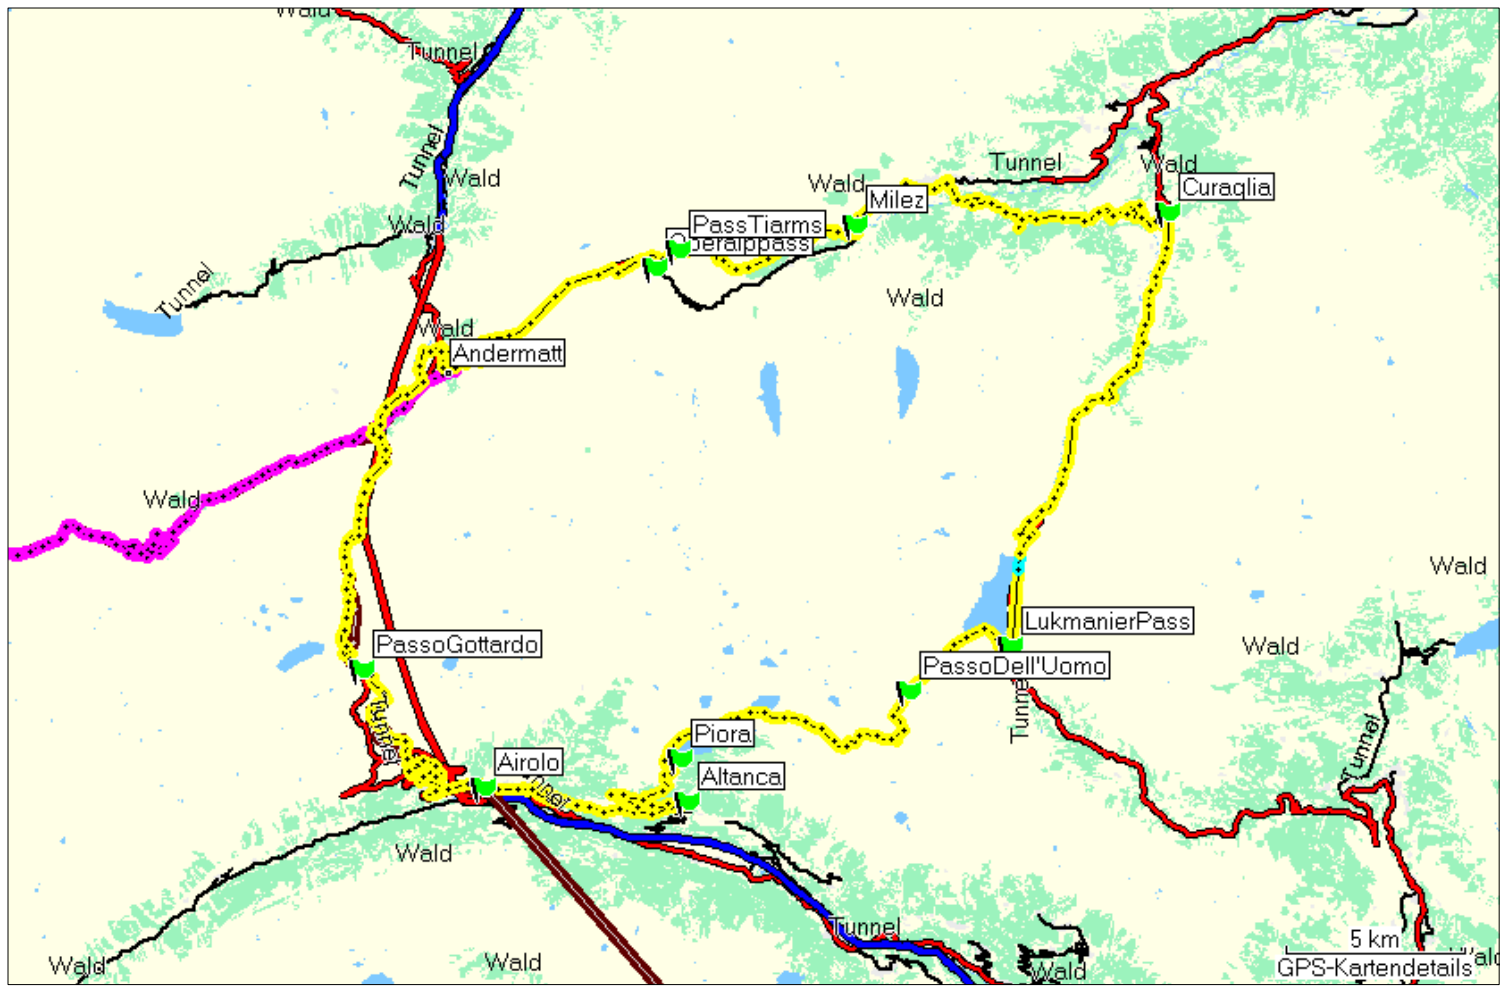 Wald
Tunnel
Tunnel
Wald
Tunnel
Wald
Wald
Curaglia
Milez
Wald
PassTiarms
Oberalppass
Tunnel
Wald
Wald
Andermatt
Wald
Wald
LukmanierPass
Wald
PassoGottardo
PassoDell'Uomo
Tunnel
Tunnel
Tunnel
Piora
Airolo
Altanca
Tunnel
Wald
Tunnel
5 km
Wald
Wald
Wald
GPS-Kartendetails
Wald